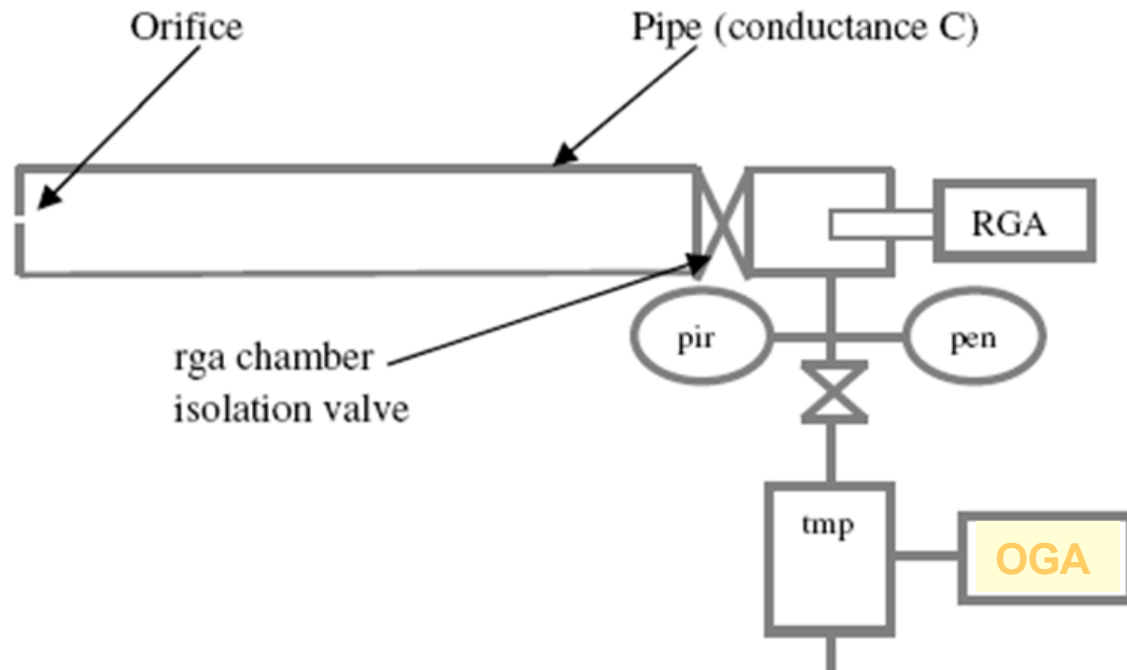 Orifice
Pipe (conductance C)
RGA
rga chamber
isolation valve
pir
pen
tmp
OGA